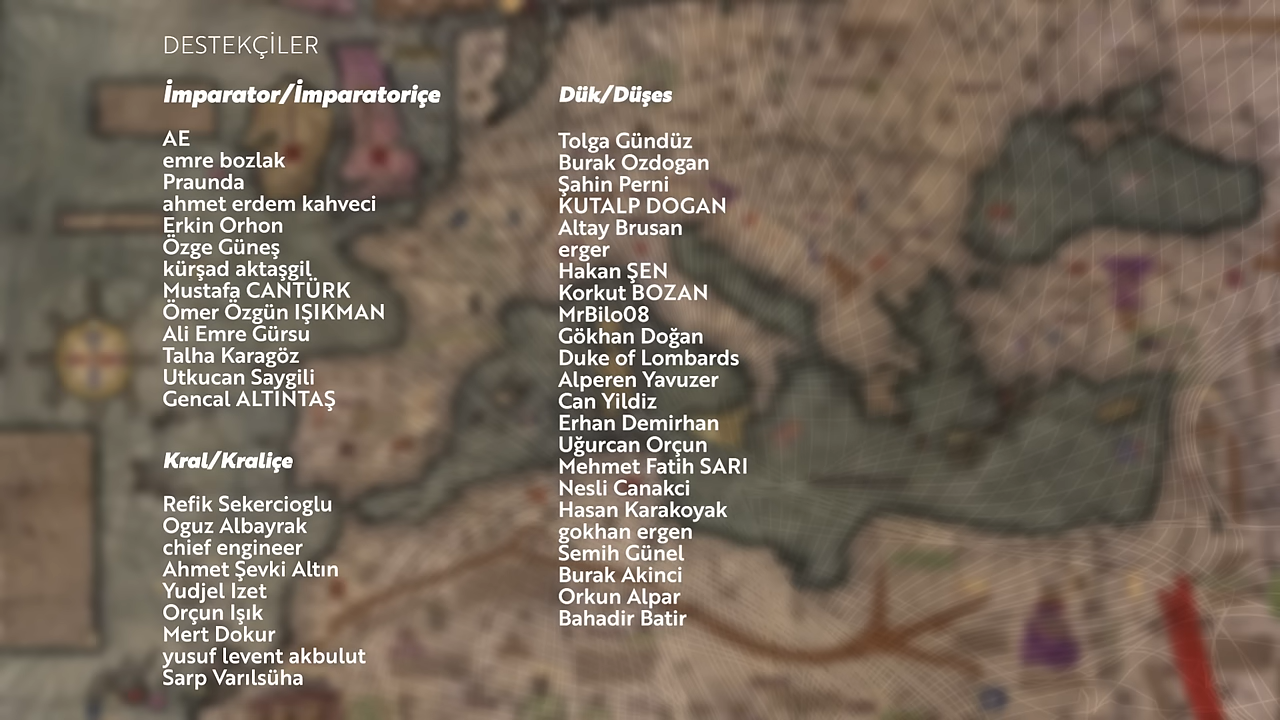 DESTEKÇİLER
İmparator/İmparatoriçe
AE
emre bozlak
Praunda
ahmet erdem kahveci
Erkin Orhon
Özge Güneş
kürşad aktaşgil
Mustafa CANTÜRK
Ömer Özgün IŞIKMAN
Ali Emre Gürsu
Talha Karagöz
Utkucan Saygili
Gencal ALTINTAŞ
Kral/Kraliçe
Refik Sekercioglu
Oguz Albayrak
chief engineer
Ahmet Şevki Altın
Yudjel Izet
Orçun Işık
Mert Dokur
yusuf levent akbulut
Sarp Varılsüha
Dük/Düşes
Tolga Gündüz
Burak Ozdogan
Şahin Perni
KUTALP DOGAN
Altay Brusan
erger
Hakan ŞEN
Korkut BOZAN
MrBilo08
Gökhan Doğan
Duke of Lombards
Alperen Yavuzer
Can Yildiz
Erhan Demirhan
Uğurcan Orçun
Mehmet Fatih SARI
Nesli Canakci
Hasan Karakoyak
gokhan ergen
Semih Günel
Burak Akinci
Orkun Alpar
Bahadir Batir